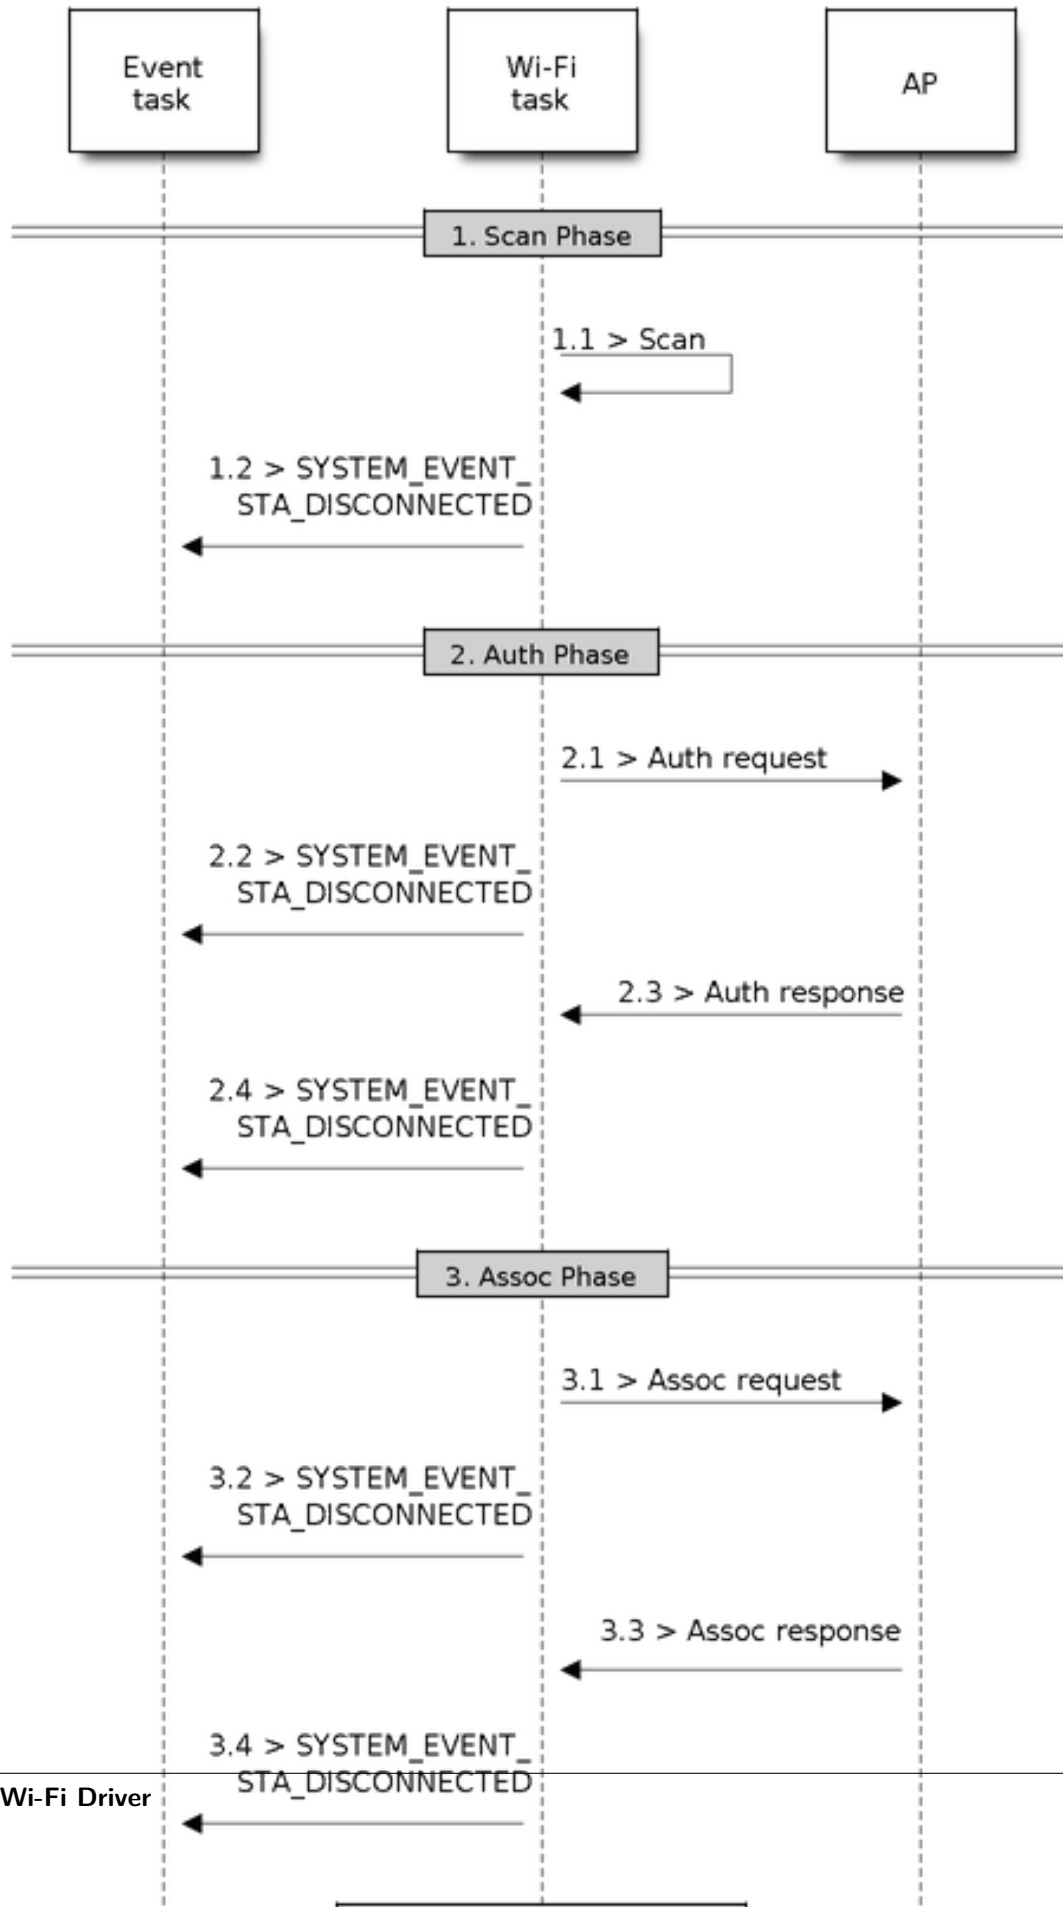 Event
task
Wi-Fi
task
AP
1. Scan Phase
1.1 > Scan
1.2 > SYSTEM_EVENT_
STA_DISCONNECTED
2. Auth Phase
2.1 > Auth request
2.2 > SYSTEM_EVENT_
STA_DISCONNECTED
2.3 > Auth response
2.4 > SYSTEM_EVENT_
STA_DISCONNECTED
3. Assoc Phase
3.1 > Assoc request
3.2 > SYSTEM_EVENT_
STA_DISCONNECTED
3.3 > Assoc response
3.4 > SYSTEM_EVENT_
STA_DISCONNECTED
Wi-Fi Driver